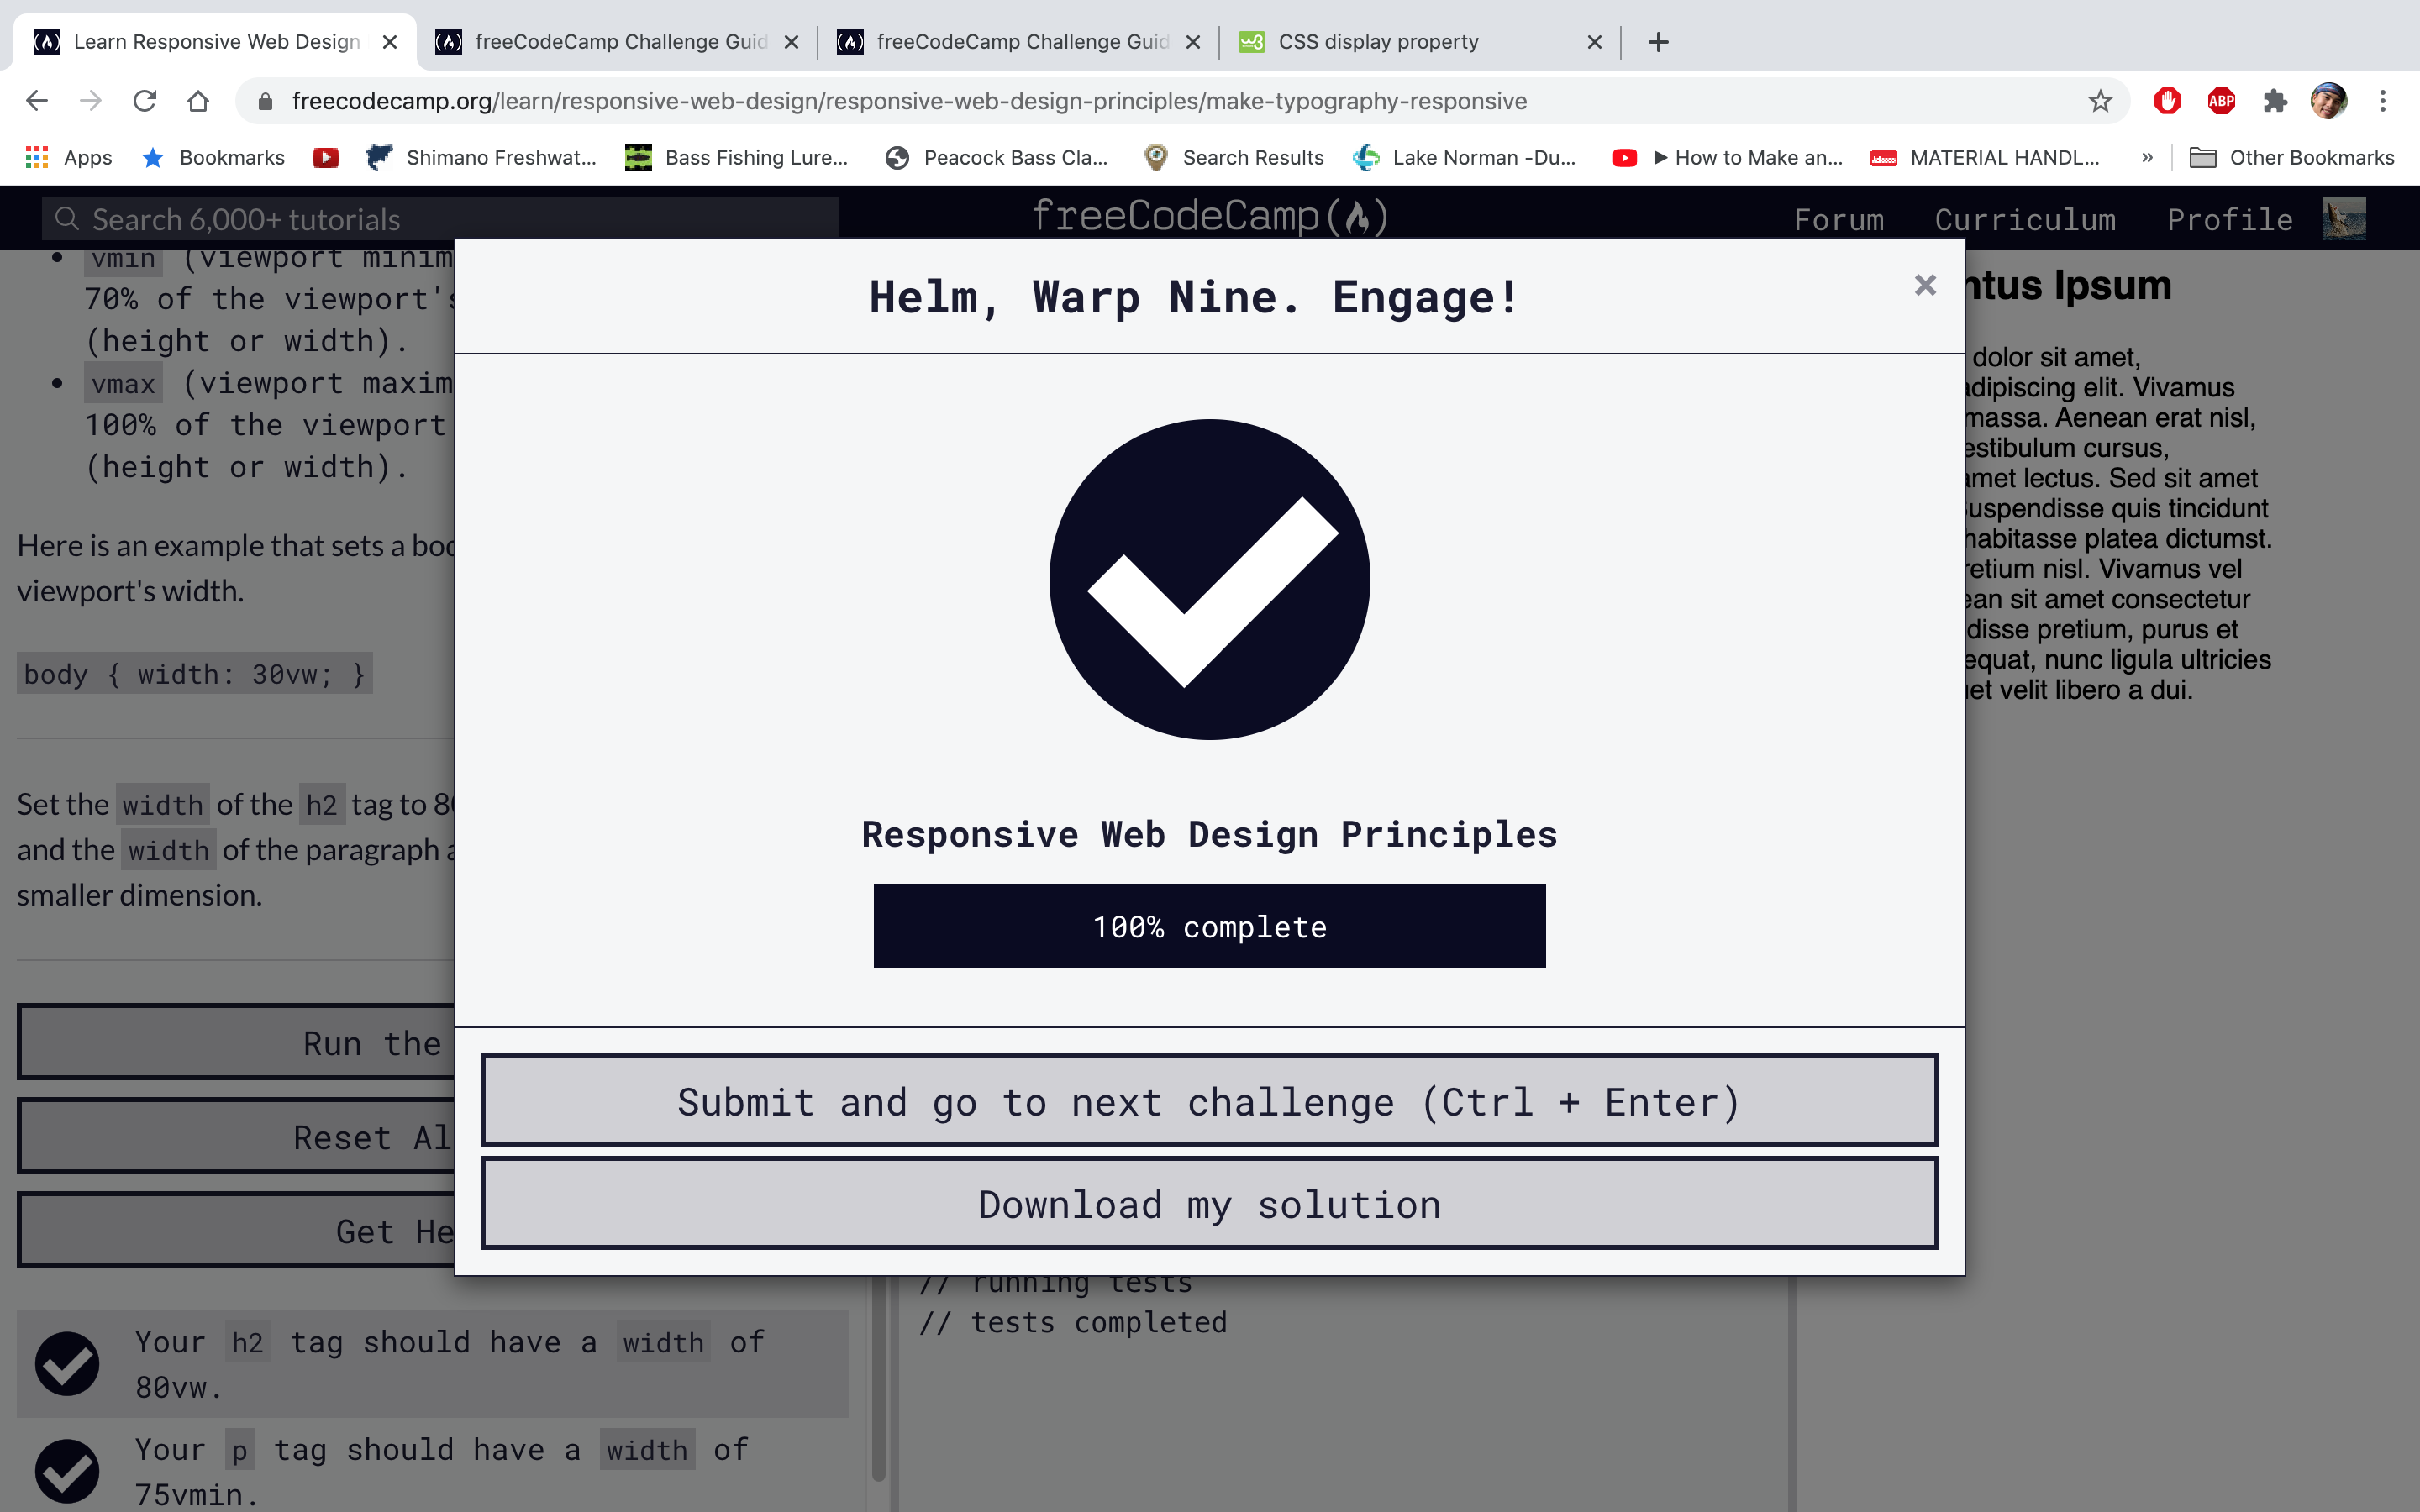 Learn Responsive Web Design
freeCodeCamp Challenge Guid
freeCodeCamp Challenge Guid
CSS display property
freecodecamp.org/learn/responsive-web-design/responsive-web-design-principles/make-typography-responsive
ABP
Apps
Bookmarks
Shimano Freshwat...
Bass Fishing Lure...
Peacock Bass Cla...
Search Results
Lake Norman -Du...
▶ How to Make an...
Adecco MATERIAL HANDL...
»
Other Bookmarks
Search 6,000+ tutorials
freeCodeCamp(🔥)
Forum
Curriculum
Profile
• vmin (viewport minim
70% of the viewport's
(height or width).
• vmax (viewport maxim
100% of the viewport
(height or width).
Here is an example that sets a bod
viewport's width.
body { width: 30vw; }
Set the width of the h2 tag to 80
and the width of the paragraph a
smaller dimension.
Run the
Reset Al
Get He
Your h2 tag should have a width of
80vw.
Your p tag should have a width of
75vmin.
Helm, Warp Nine. Engage!
×
Responsive Web Design Principles
100% complete
Submit and go to next challenge (Ctrl + Enter)
Download my solution
// running tests
// tests completed
ntus Ipsum
dolor sit amet,
adipiscing elit. Vivamus
massa. Aenean erat nisl,
estibulum cursus,
amet lectus. Sed sit amet
suspendisse quis tincidunt
habitasse platea dictumst.
retium nisl. Vivamus vel
ean sit amet consectetur
disse pretium, purus et
equat, nunc ligula ultricies
et velit libero a dui.